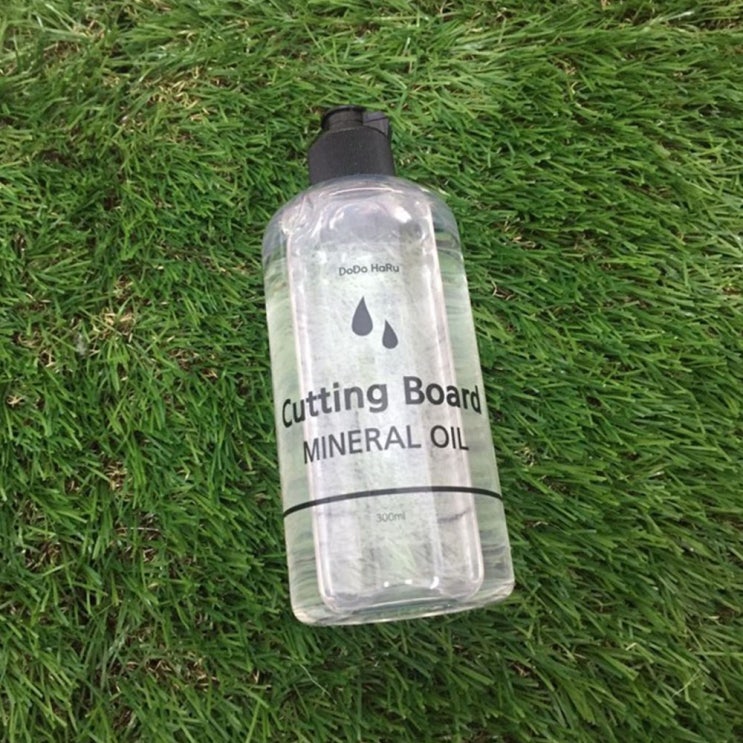 DoDo HaRu
Cutting Board
MINERAL OIL
300ml